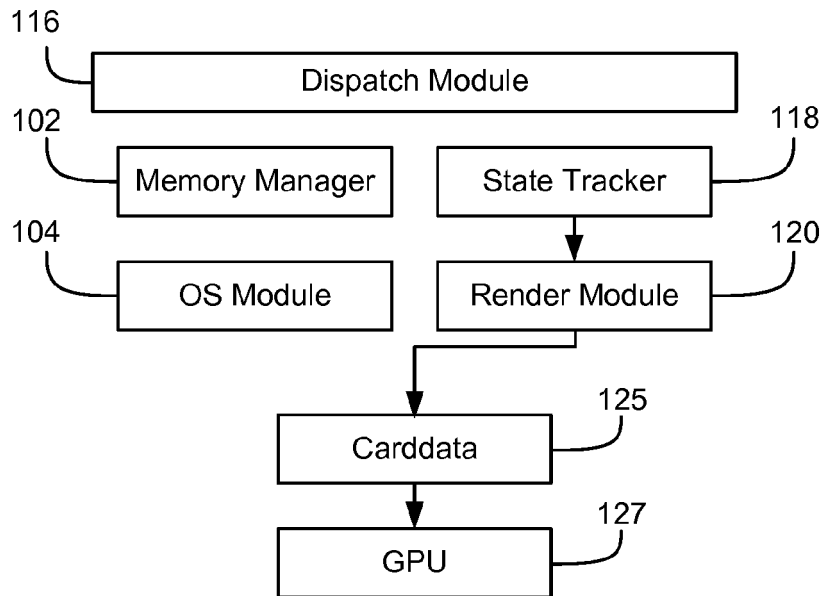 116
Dispatch Module
102
118
Memory Manager
State Tracker
104
120
OS Module
Render Module
125
Carddata
127
GPU